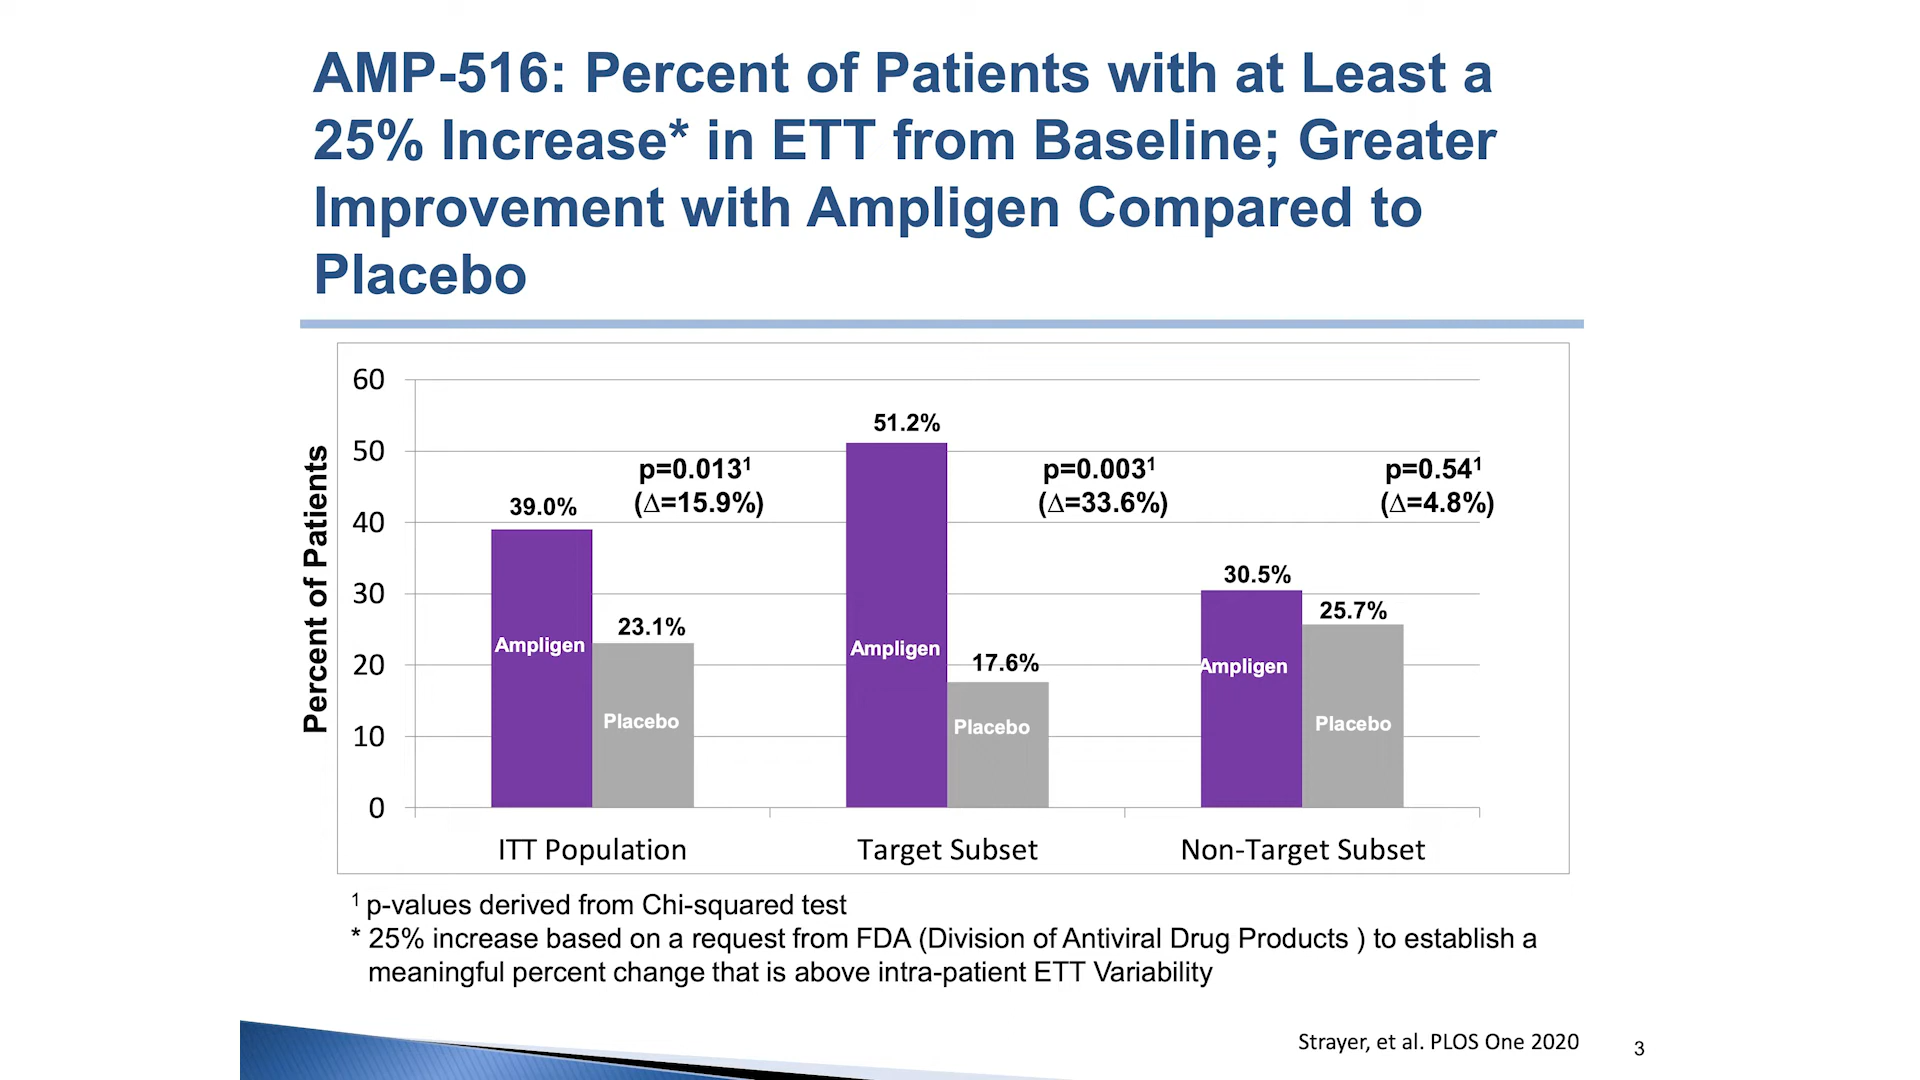 AMP-516: Percent of Patients with at Least a
25% Increase* in ETT from Baseline; Greater
Improvement with Ampligen Compared to
Placebo
Percent of Patients
60
50
40
30
20
10
0
39.0%
23.1%
p=0.013¹
(∆=15.9%)
Ampligen
Placebo
51.2%
17.6%
p=0.003¹
(∆=33.6%)
Ampligen
Placebo
30.5%
25.7%
p=0.54¹
(∆=4.8%)
Ampligen
Placebo
ITT Population
Target Subset
Non-Target Subset
¹ p-values derived from Chi-squared test
* 25% increase based on a request from FDA (Division of Antiviral Drug Products ) to establish a
meaningful percent change that is above intra-patient ETT Variability
Strayer, et al. PLOS One 2020
3